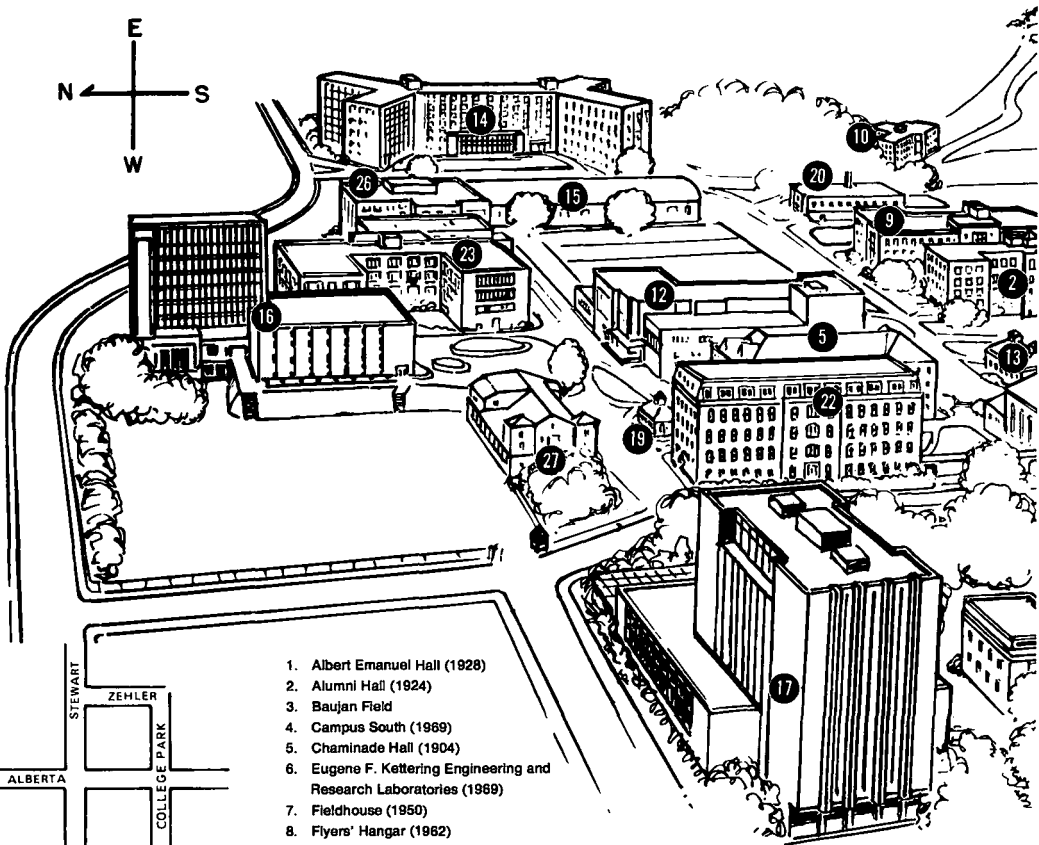 E
N S
W
14
10
26
15
20
9
23
2
12
16
5
13
22
19
27
17
STEWART
ZEHLER
COLLEGE PARK
ALBERTA
1. Albert Emanuel Hall (1928)
2. Alumni Hall (1924)
3. Baujan Field
4. Campus South (1969)
5. Chaminade Hall (1904)
6. Eugene F. Kettering Engineering and
Research Laboratories (1969)
7. Fieldhouse (1950)
8. Flyers' Hangar (1962)